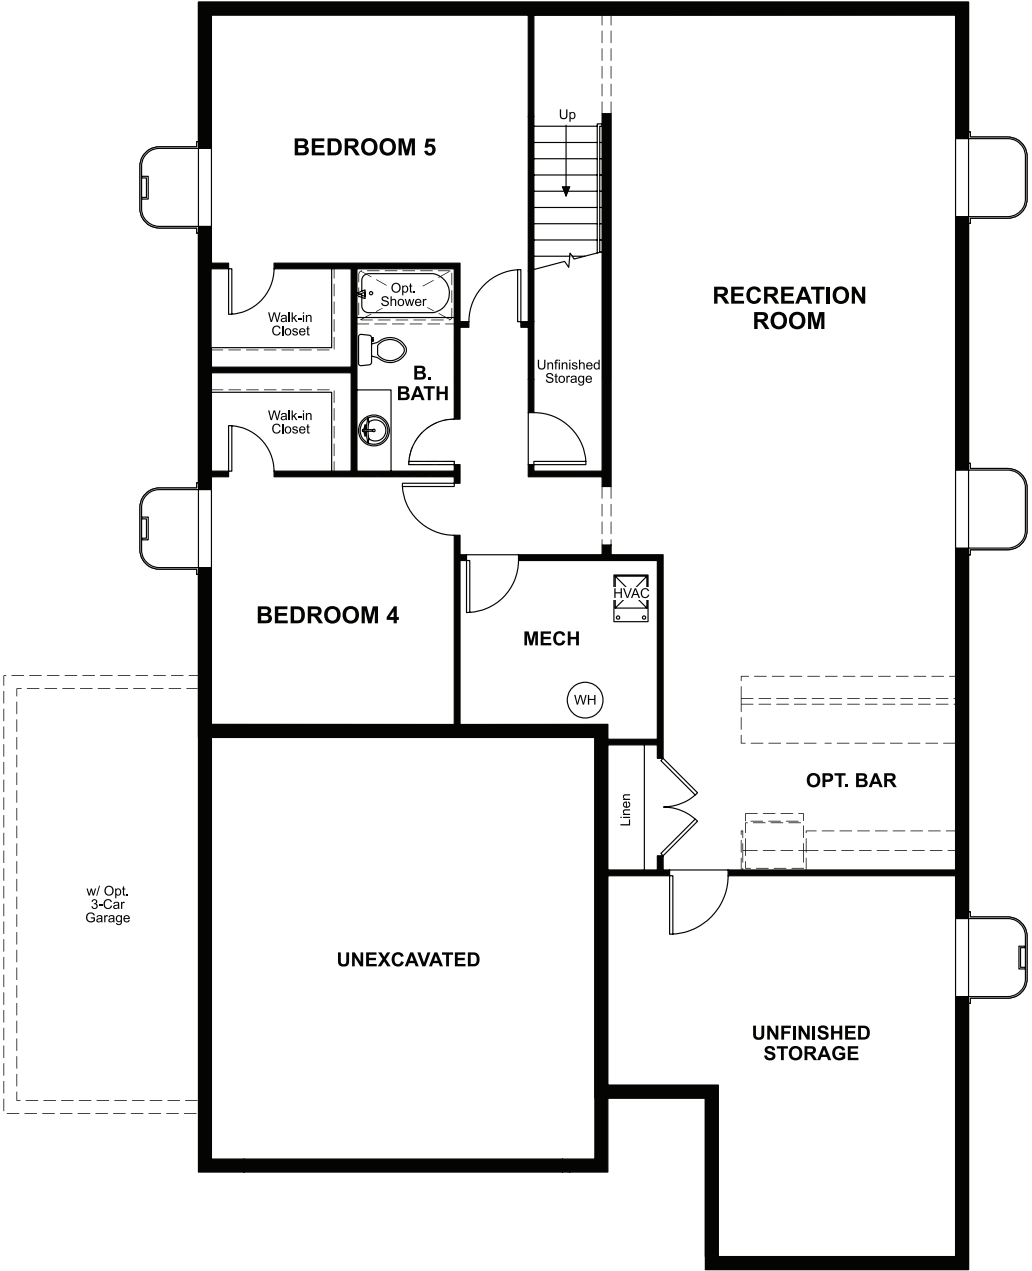 Up
BEDROOM 5
Opt.
Shower
RECREATION
ROOM
Walk-in
Closet
Unfinished
Storage
B.
BATH
Walk-in
Closet
HVAC
BEDROOM 4
MECH
WH
OPT. BAR
Linen
w/ Opt.
3-Car
Garage
UNEXCAVATED
UNFINISHED
STORAGE